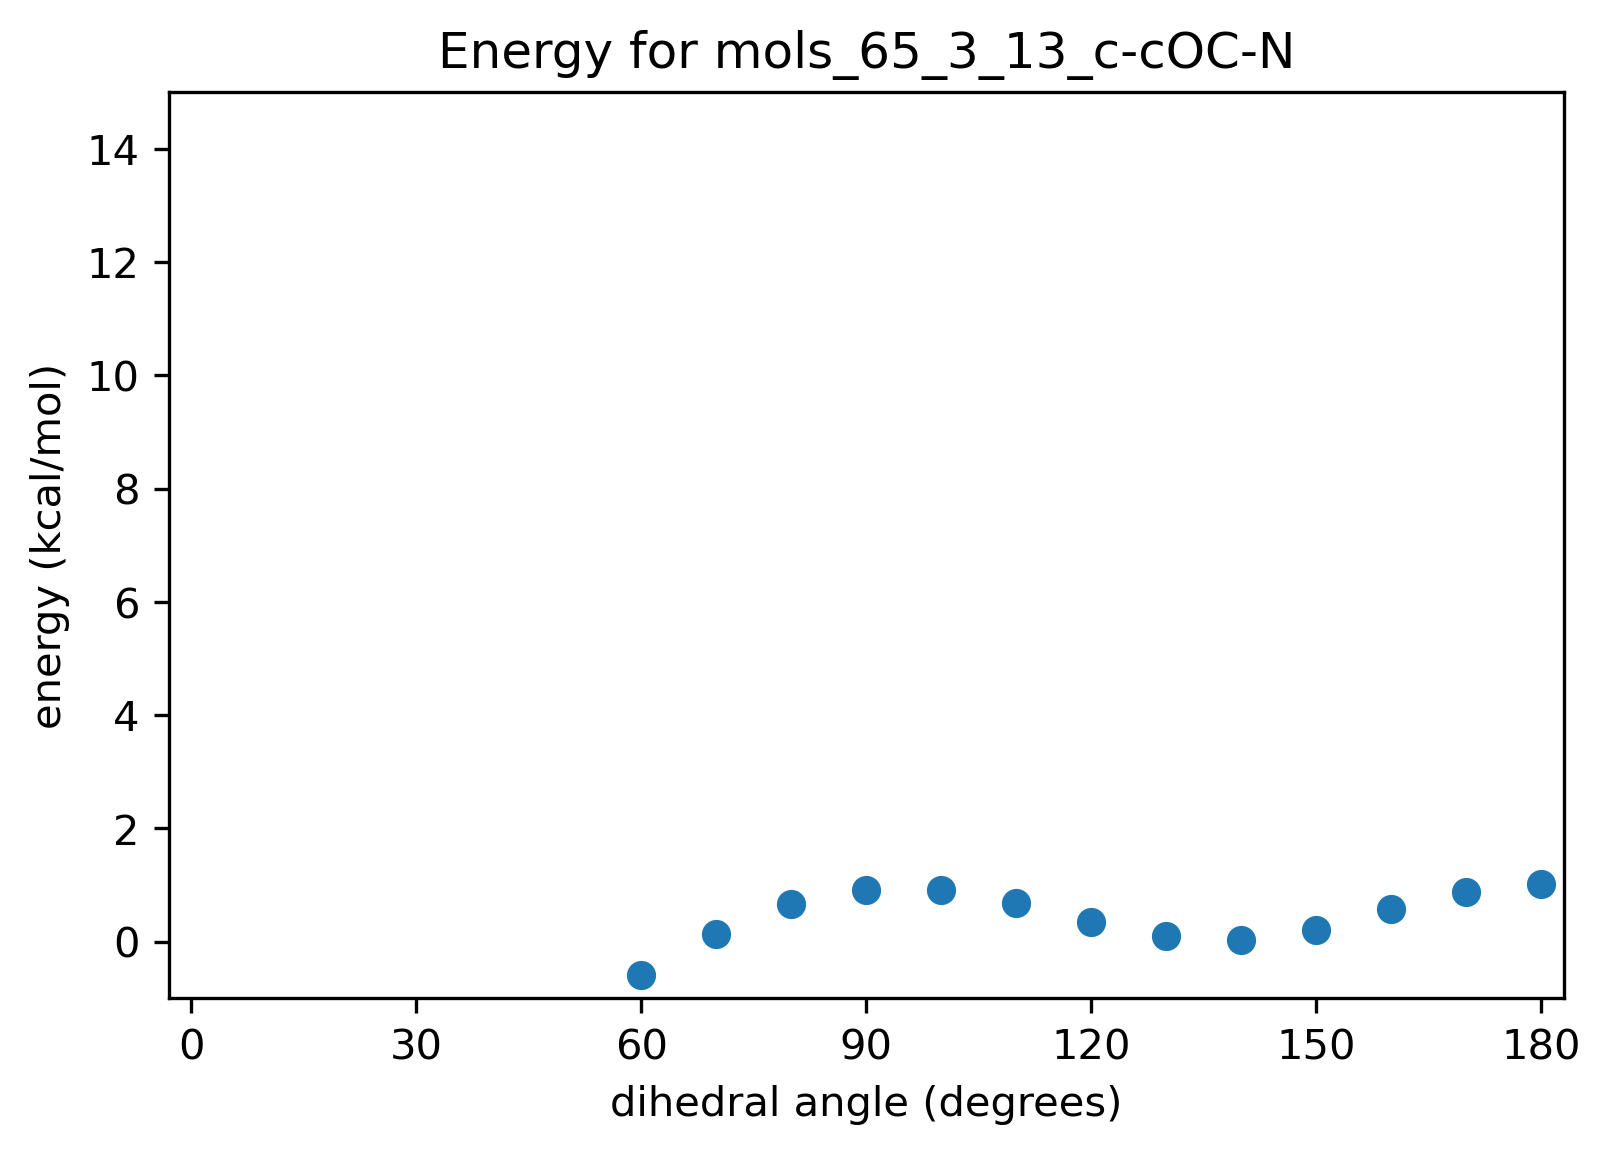 Energy for mols_65_3_13_c-cOC-N
14
12
10
8
6
4
2
0
energy (kcal/mol)
0 30 60 90 120 150 180
dihedral angle (degrees)